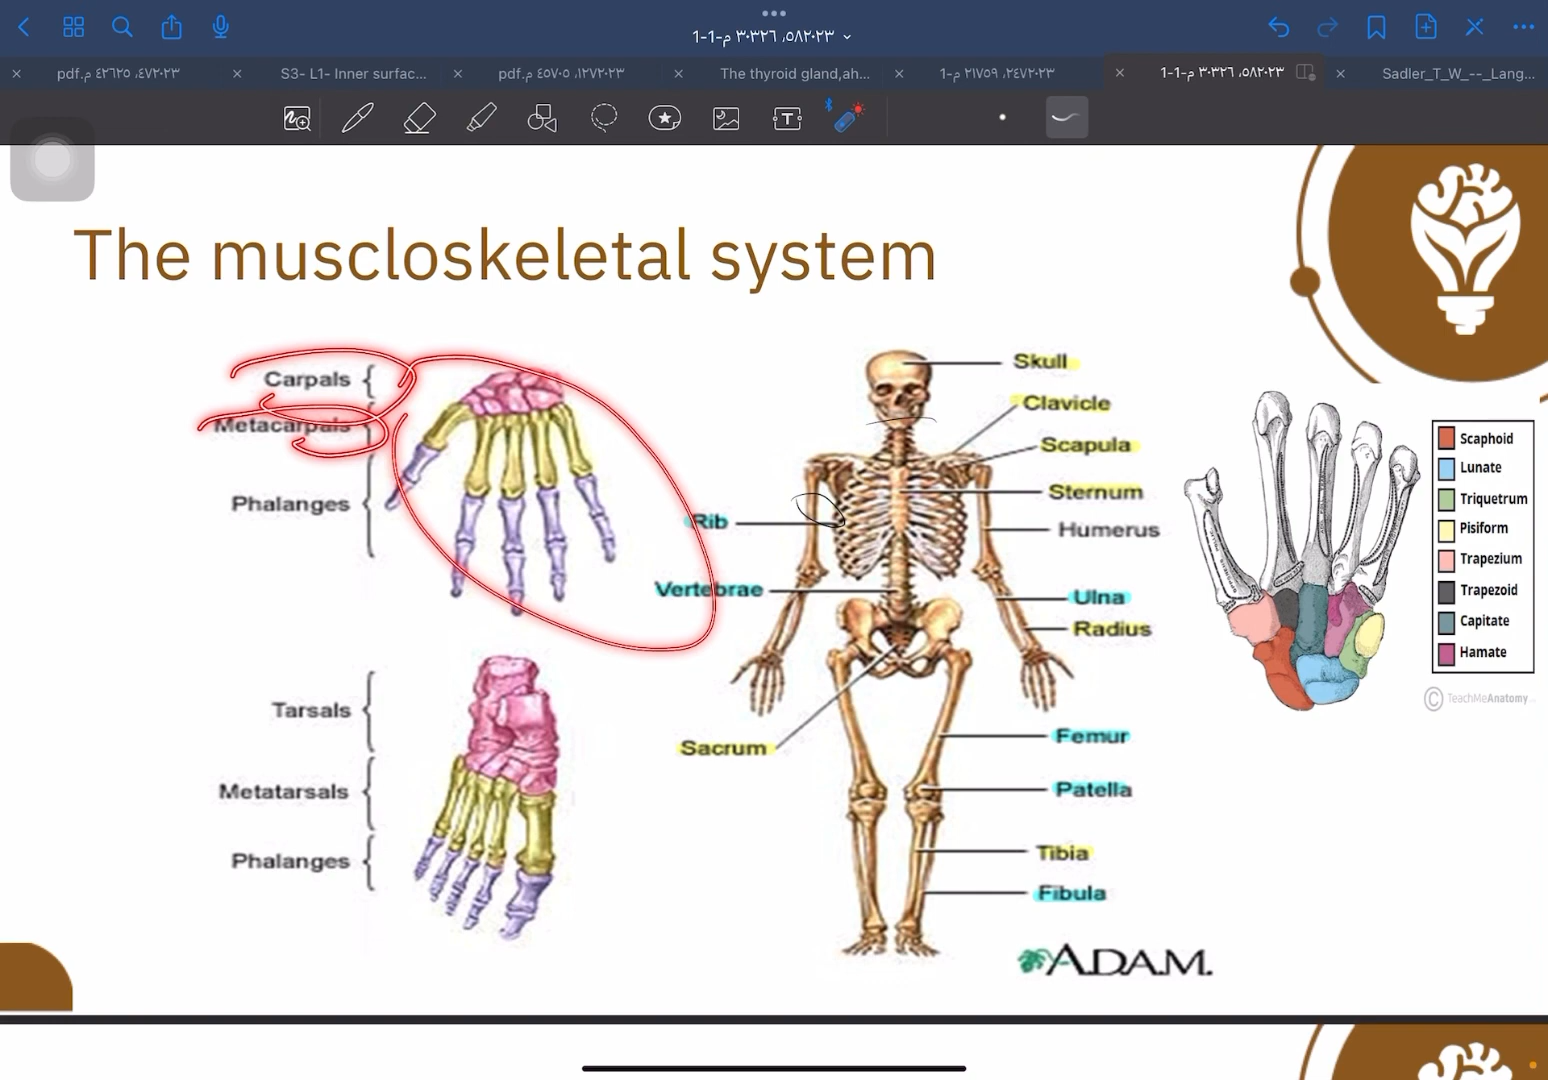 ٥٨٢٠٢٣، ٣٠٣٢٦ م-1-1
٤٧٢٠٢٣، ٤٢٦٢٥ م.pdf
S3- L1- Inner surfac...
١٢٧٢٠٢٣، ٤٥٧٠٥ م.pdf
The thyroid gland,ah...
٢٤٧٢٠٢٣، ٢١٧٥٩ م-1
٥٨٢٠٢٣، ٣٠٣٢٦ م-1-1
Sadler_T_W_--_Lang...
The muscloskeletal system
Carpals
Metacarpals
Phalanges
Tarsals
Metatarsals
Phalanges
Skull
Clavicle
Scapula
Sternum
Humerus
Rib
Vertebrae
Ulna
Radius
Sacrum
Femur
Patella
Tibia
Fibula
A.D.A.M.
Scaphoid
Lunate
Triquetrum
Pisiform
Trapezium
Trapezoid
Capitate
Hamate
© TeachMeAnatomy